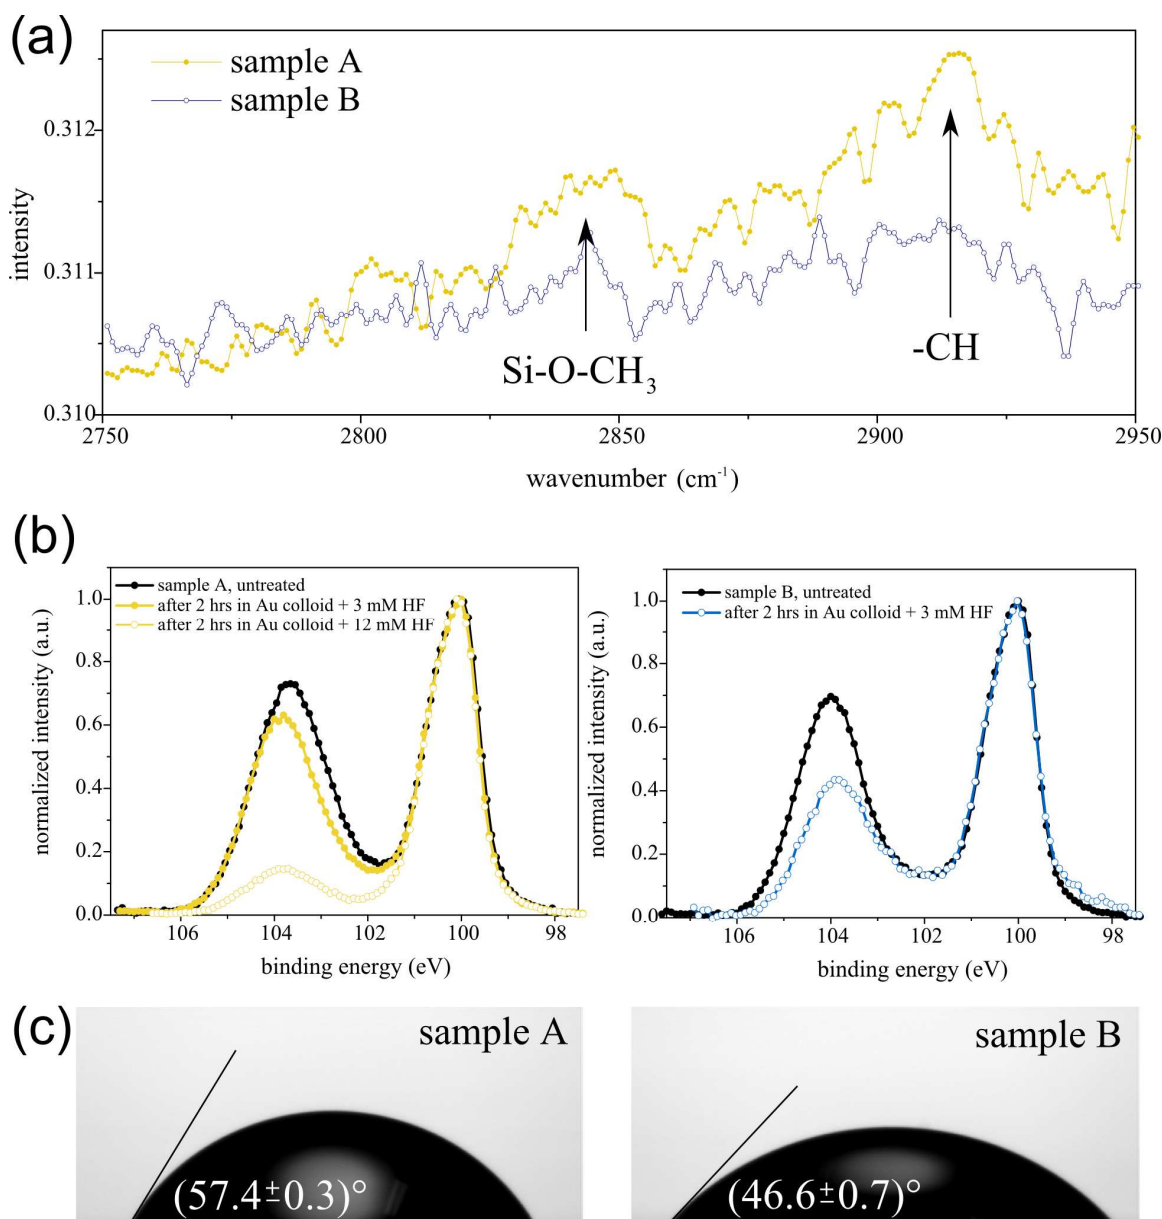 (a)
sample A
sample B
0.312
0.311
0.310
intensity
Si-O-CH₃
-CH
2750 2800 2850 2900 2950
wavenumber (cm⁻¹)
(b)
sample A, untreated
after 2 hrs in Au colloid + 3 mM HF
after 2 hrs in Au colloid + 12 mM HF
1.0
0.8
0.6
0.4
0.2
0.0
normalized intensity (a.u.)
106 104 102 100 98
binding energy (eV)
sample B, untreated
after 2 hrs in Au colloid + 3 mM HF
1.0
0.8
0.6
0.4
0.2
0.0
normalized intensity (a.u.)
106 104 102 100 98
binding energy (eV)
(c)
sample A
(57.4±0.3)°
sample B
(46.6±0.7)°